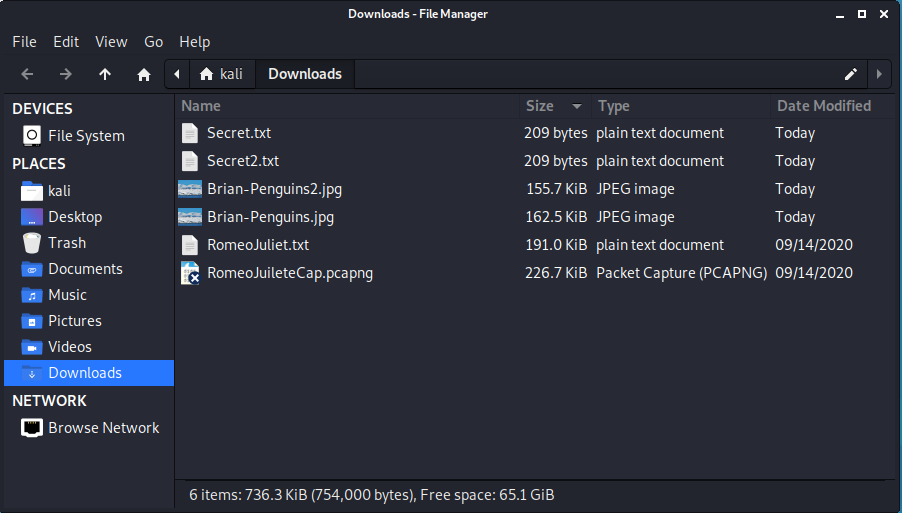 Downloads - File Manager
File Edit View Go Help
kali Downloads
Name Size Type Date Modified
DEVICES
File System
PLACES
kali
Desktop
Trash
Documents
Music
Pictures
Videos
Downloads
NETWORK
Browse Network
Secret.txt 209 bytes plain text document Today
Secret2.txt 209 bytes plain text document Today
Brian-Penguins2.jpg 155.7 KiB JPEG image Today
Brian-Penguins.jpg 162.5 KiB JPEG image Today
RomeoJuliet.txt 191.0 KiB plain text document 09/14/2020
RomeoJuileteCap.pcapng 226.7 KiB Packet Capture (PCAPNG) 09/14/2020
6 items: 736.3 KiB (754,000 bytes), Free space: 65.1 GiB